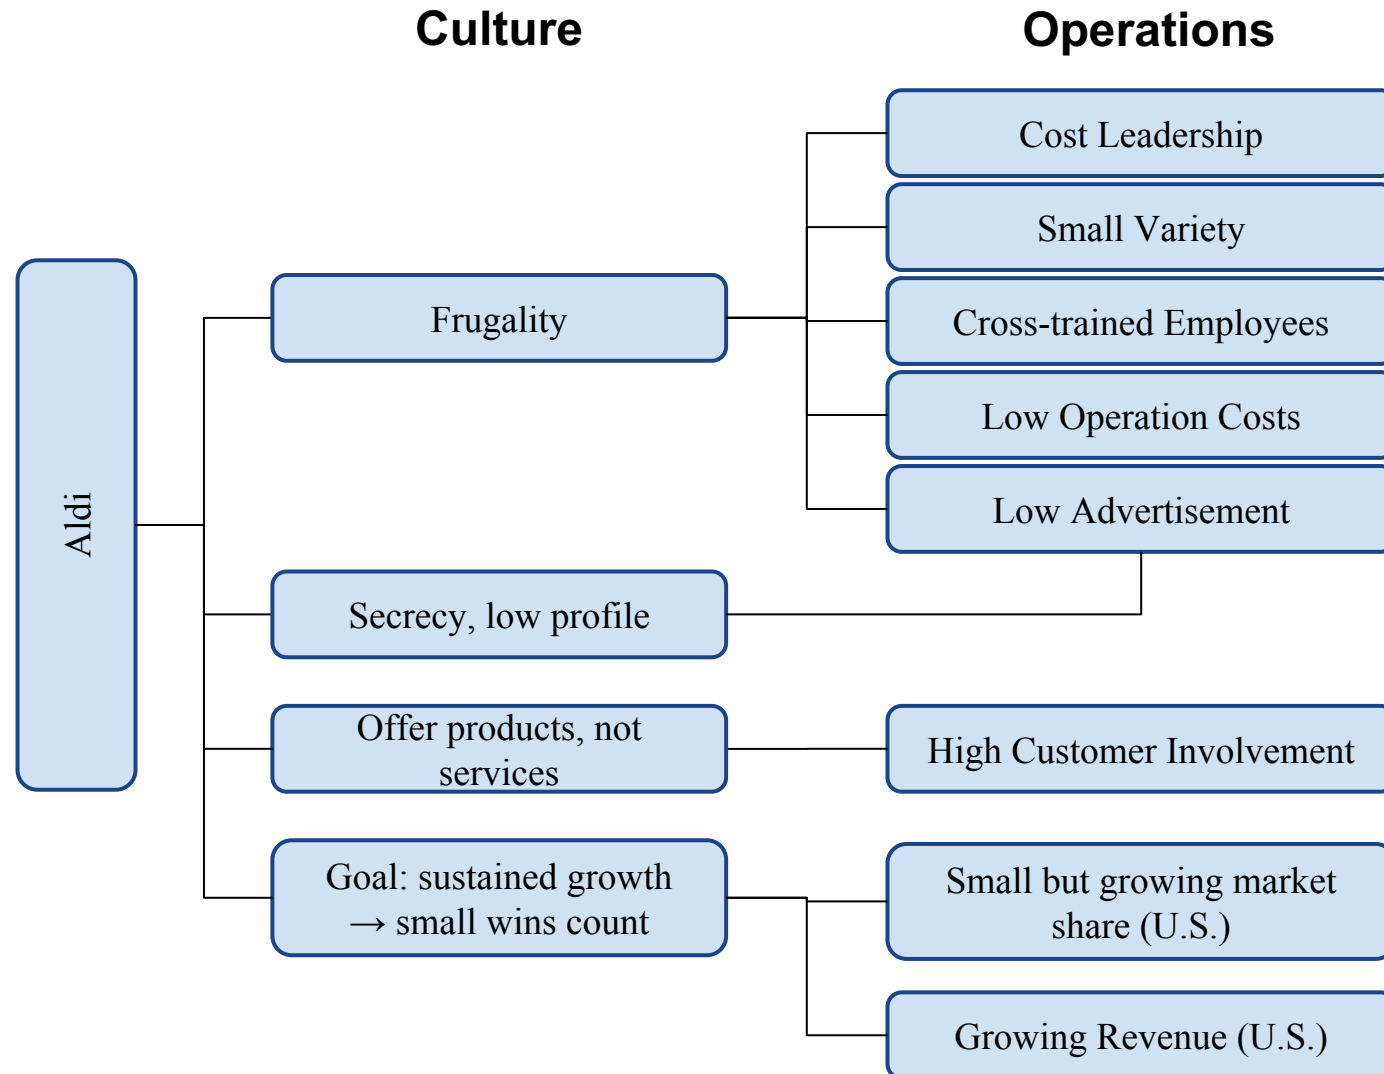 Culture
Operations
Aldi
Frugality
Cost Leadership
Small Variety
Cross-trained Employees
Low Operation Costs
Low Advertisement
Secrecy, low profile
Offer products, not
services
High Customer Involvement
Goal: sustained growth
→ small wins count
Small but growing market
share (U.S.)
Growing Revenue (U.S.)